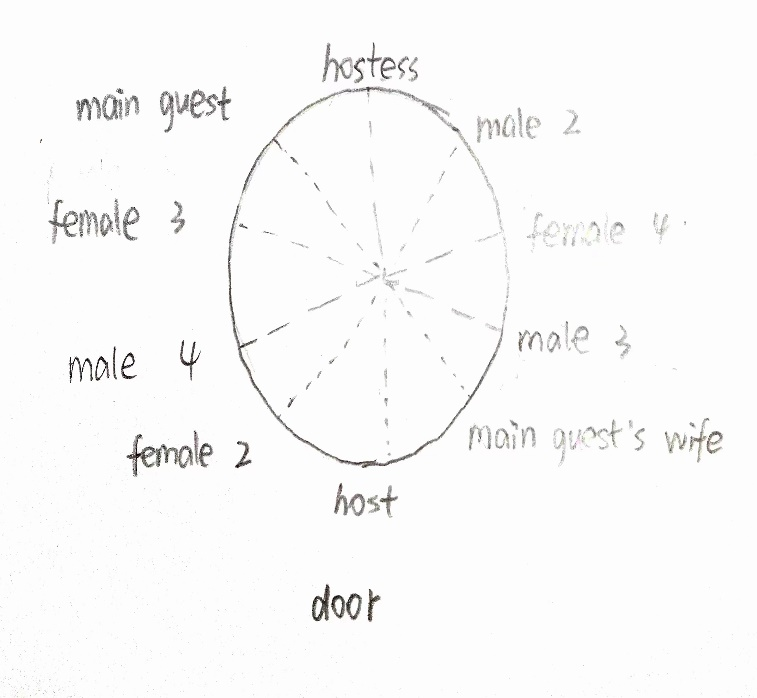 hostess
main guest
male 2
female 3
female 4
male 3
male 4
main guest's wife
female 2
host
door